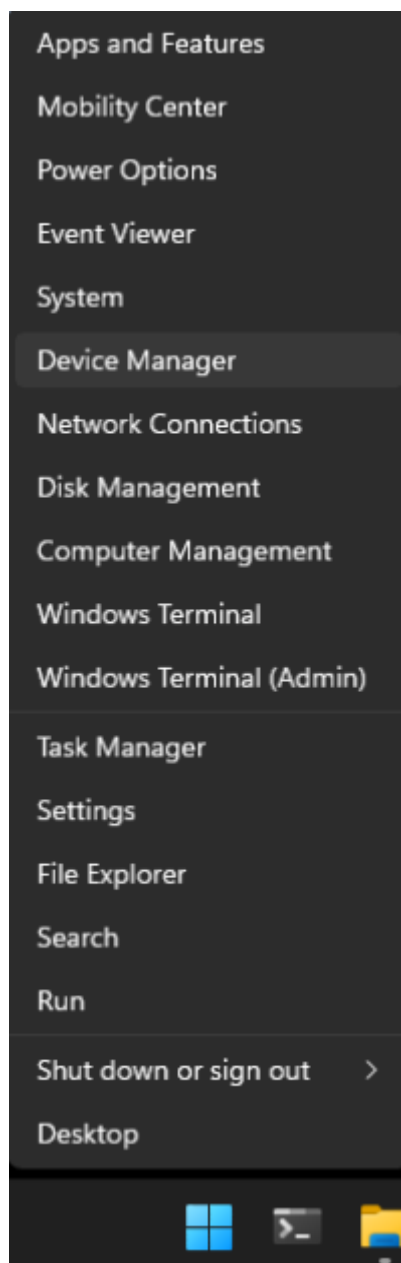 Apps and Features
Mobility Center
Power Options
Event Viewer
System
Device Manager
Network Connections
Disk Management
Computer Management
Windows Terminal
Windows Terminal (Admin)
Task Manager
Settings
File Explorer
Search
Run
Shut down or sign out
Desktop